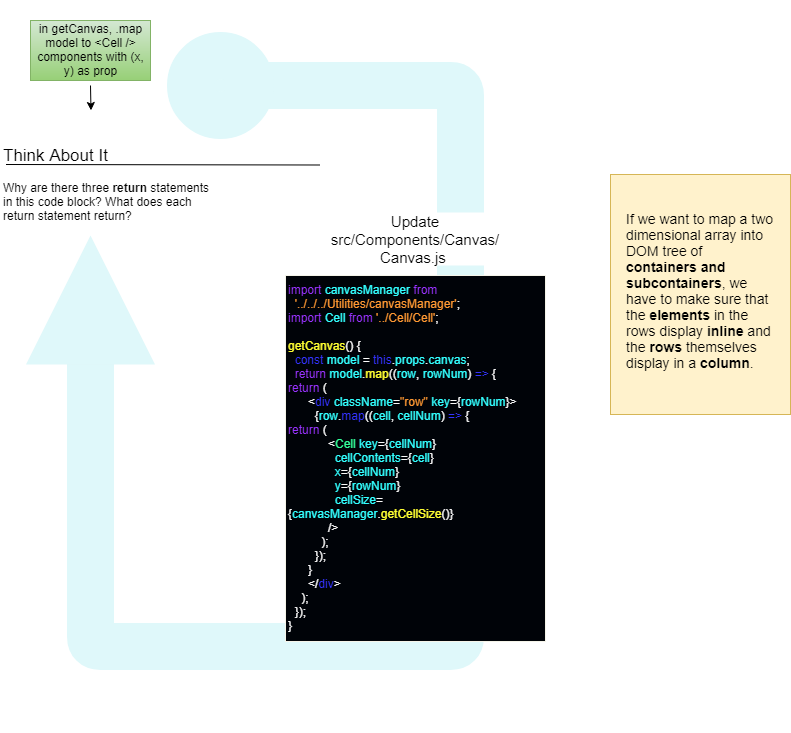 in getCanvas, .map
model to <Cell />
components with (x,
y) as prop
Think About It
Why are there three return statements
in this code block? What does each
return statement return?
Update
src/Components/Canvas/
Canvas.js
import canvasManager from
'../../../Utilities/canvasManager';
import Cell from '../Cell/Cell';
getCanvas() {
const model = this.props.canvas;
return model.map((row, rowNum) => {
return (
<div className="row" key={rowNum}>
{row.map((cell, cellNum) => {
return (
<Cell key={cellNum}
cellContents={cell}
x={cellNum}
y={rowNum}
cellSize=
{canvasManager.getCellSize()}
/>
);
});
}
</div>
);
});
}
If we want to map a two
dimensional array into
DOM tree of
containers and
subcontainers, we
have to make sure that
the elements in the
rows display inline and
the rows themselves
display in a column.